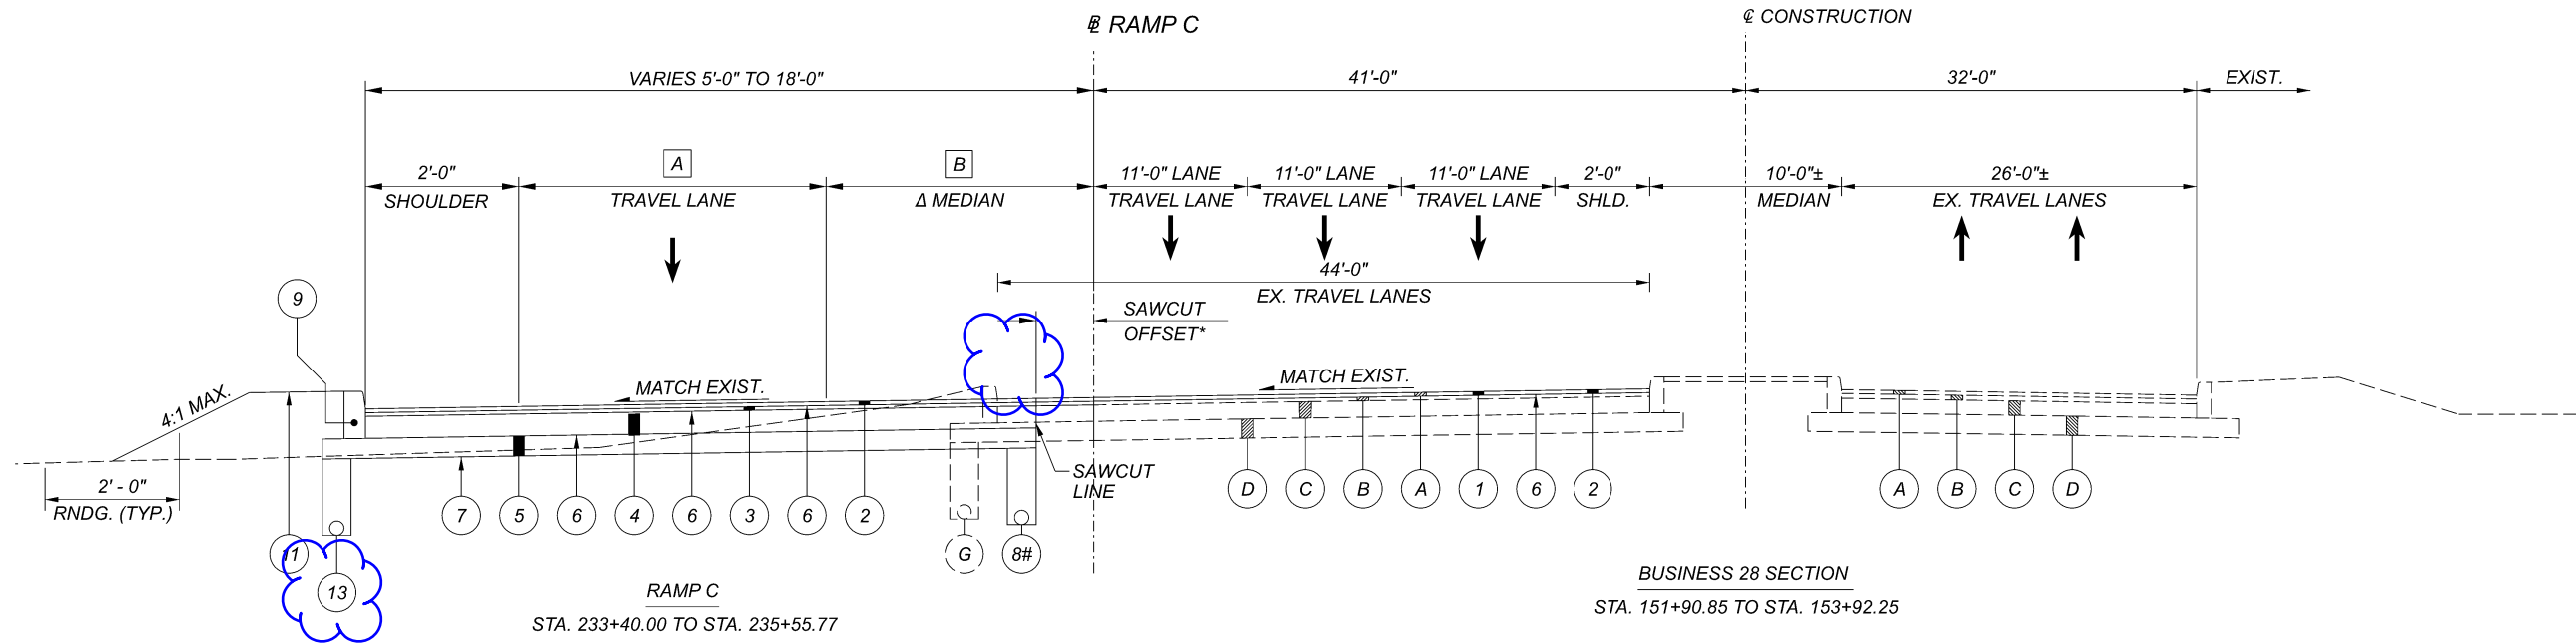 ℄ RAMP C
℄ CONSTRUCTION
VARIES 5'-0" TO 18'-0"
41'-0"
32'-0"
EXIST.
2'-0"
A
B
11'-0" LANE
11'-0" LANE
11'-0" LANE
2'-0"
10'-0"±
26'-0"±
SHOULDER
TRAVEL LANE
Δ MEDIAN
TRAVEL LANE
TRAVEL LANE
TRAVEL LANE
SHLD.
MEDIAN
EX. TRAVEL LANES
44'-0"
EX. TRAVEL LANES
9
SAWCUT
OFFSET*
4:1 MAX.
MATCH EXIST.
MATCH EXIST.
SAWCUT
LINE
2' - 0"
RNDG. (TYP.)
D
C
B
A
1
6
2
A
B
C
D
7
5
6
4
6
3
6
2
11
G
8#
13
RAMP C
STA. 233+40.00 TO STA. 235+55.77
BUSINESS 28 SECTION
STA. 151+90.85 TO STA. 153+92.25